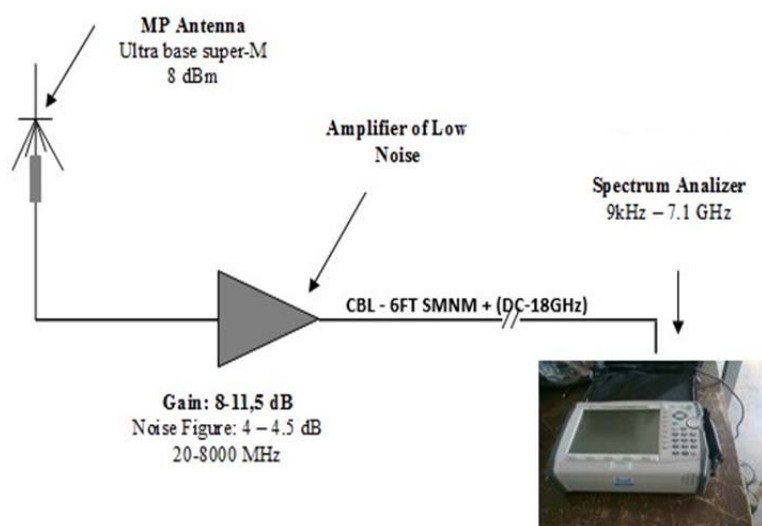 MP Antenna
Ultra base super-M
8 dBm
Amplifier of Low
Noise
Spectrum Analizer
9kHz – 7.1 GHz
CBL - 6FT SMNM + (DC-18GHz)
Gain: 8-11,5 dB
Noise Figure: 4 – 4.5 dB
20-8000 MHz